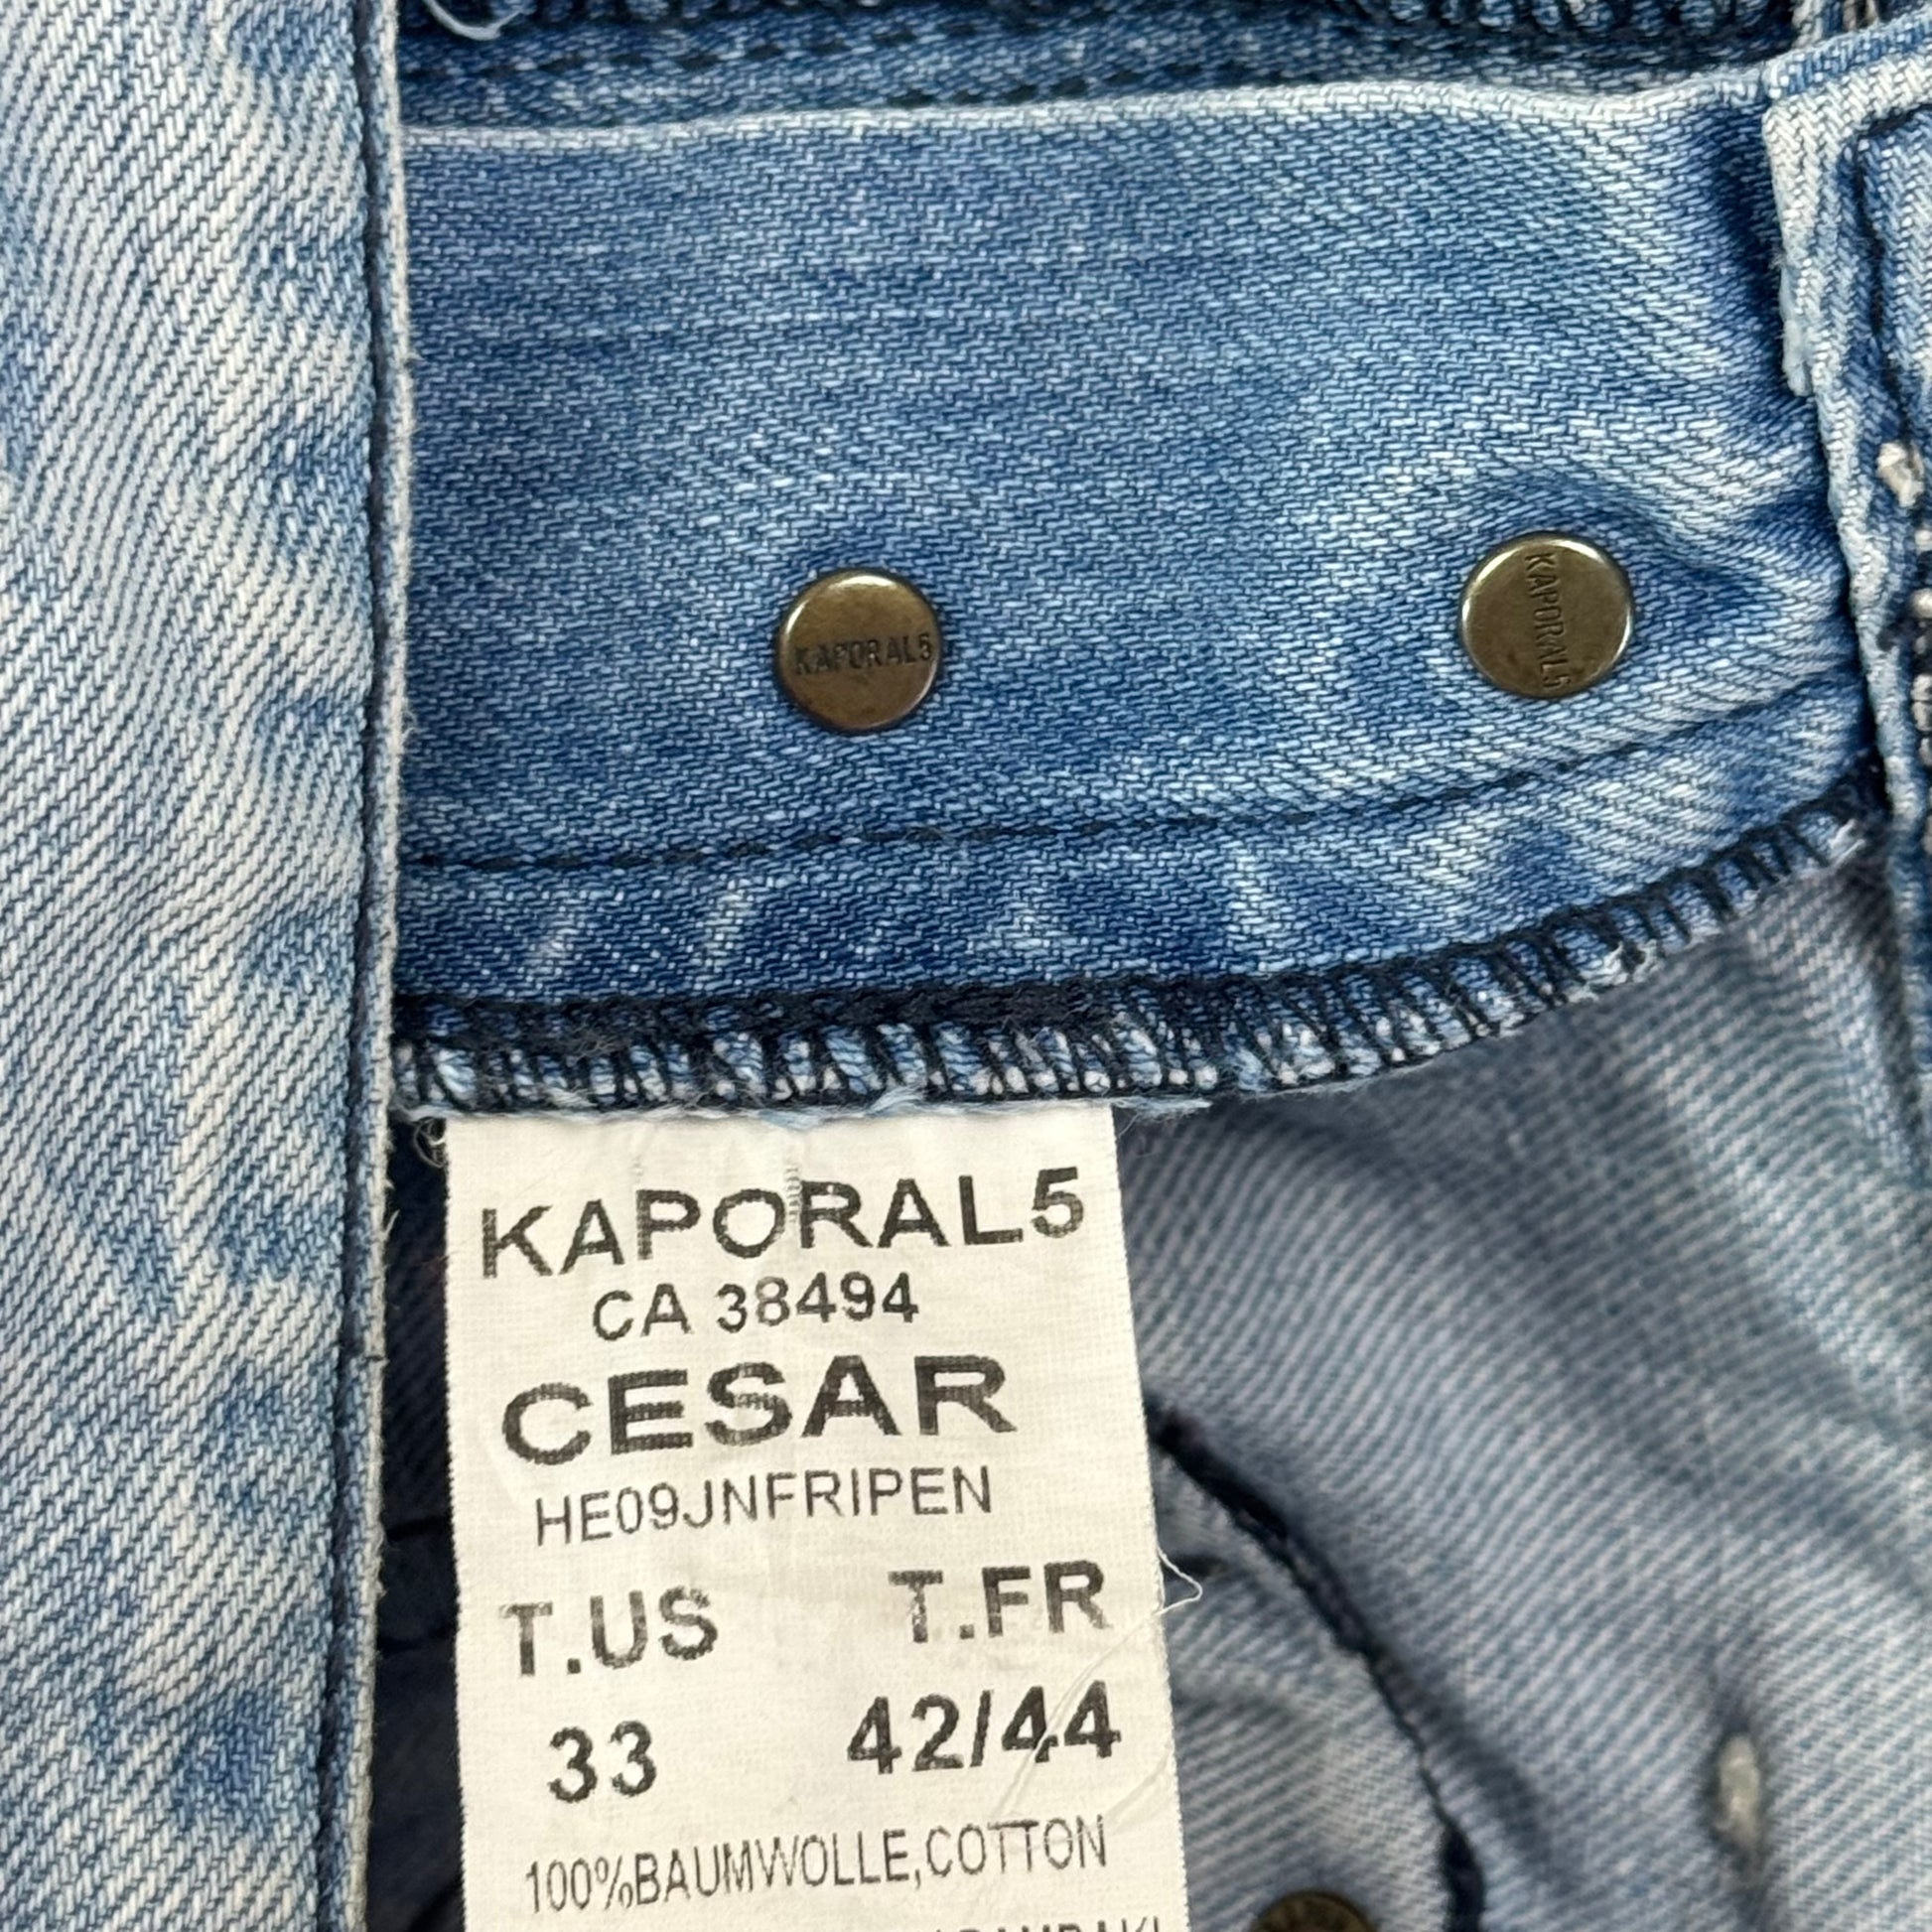 KAPORAL5
KAPORAL5
KAPORAL5
CA 38494
CESAR
HE09JNFRIPEN
T.US T.FR
33 42/44
100%BAUMWOLLE,COTTON